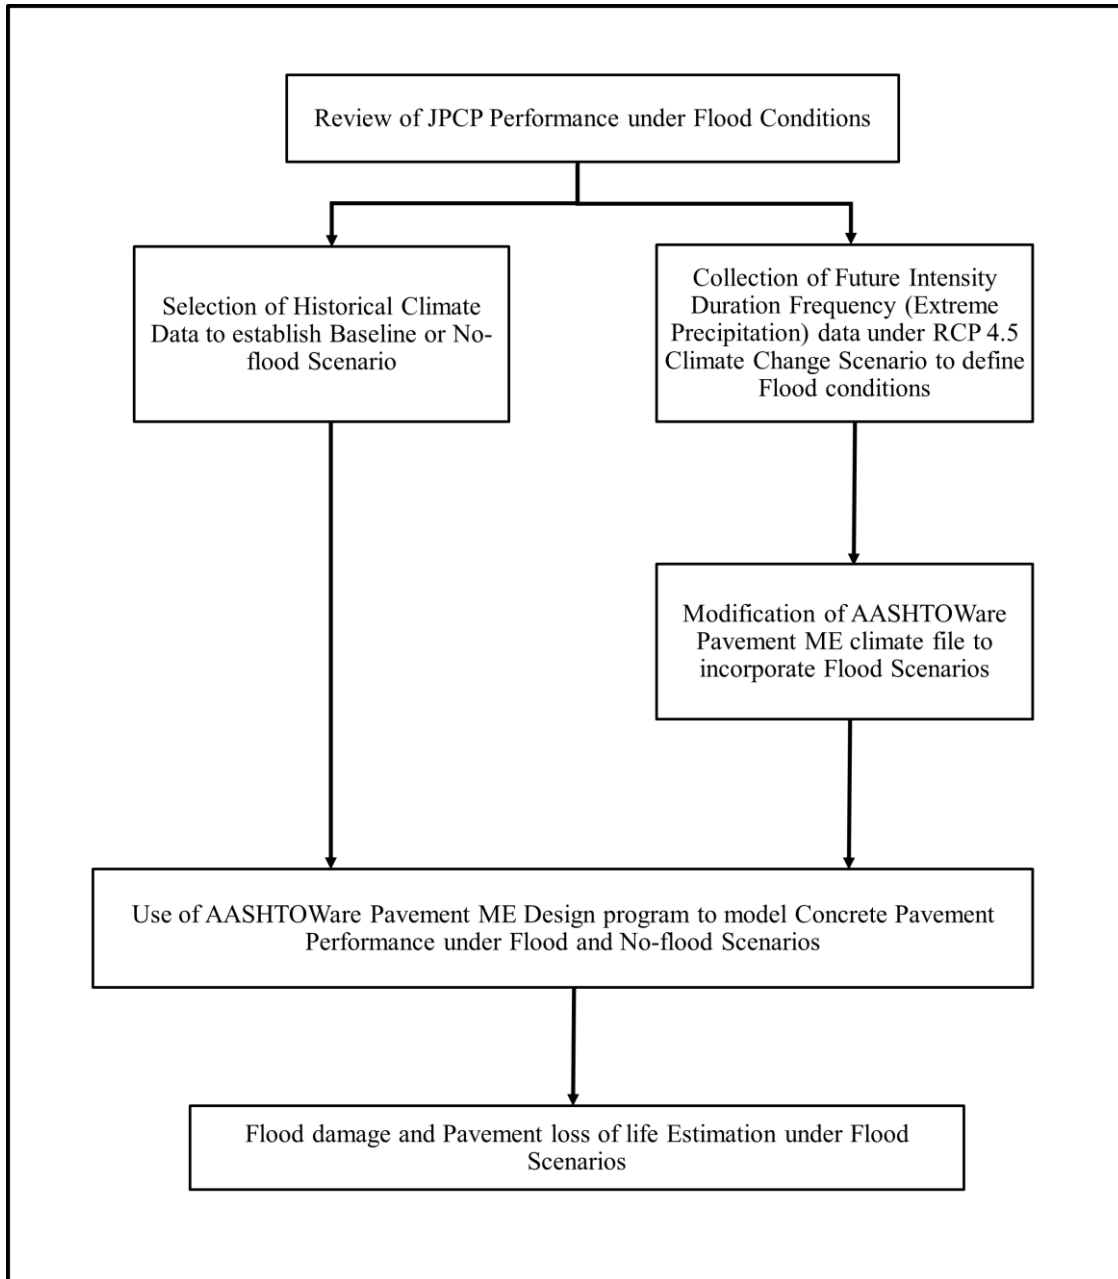 Review of JPCP Performance under Flood Conditions
Selection of Historical Climate
Data to establish Baseline or No-
flood Scenario
Collection of Future Intensity
Duration Frequency (Extreme
Precipitation) data under RCP 4.5
Climate Change Scenario to define
Flood conditions
Modification of AASHTOWare
Pavement ME climate file to
incorporate Flood Scenarios
Use of AASHTOWare Pavement ME Design program to model Concrete Pavement
Performance under Flood and No-flood Scenarios
Flood damage and Pavement loss of life Estimation under Flood
Scenarios